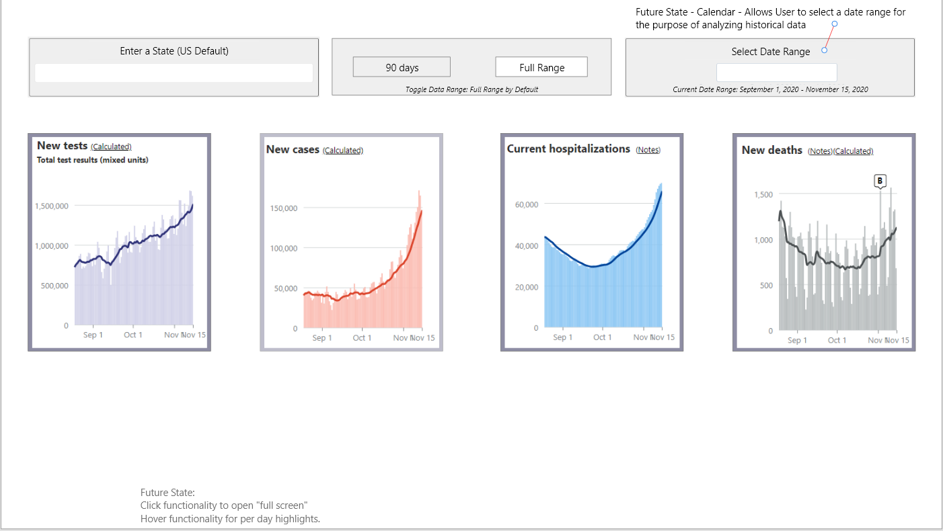 Future State - Calendar - Allows User to select a date range for
the purpose of analyzing historical data
Enter a State (US Default)
90 days
Full Range
Toggle Data Range: Full Range by Default
Select Date Range
Current Date Range: September 1, 2020 - November 15, 2020
New tests (Calculated)
Total test results (mixed units)
1,500,000
1,000,000
500,000
0
Sep 1
Oct 1
Nov 1
Nov 15
New cases (Calculated)
150,000
100,000
50,000
0
Sep 1
Oct 1
Nov 1
Nov 15
Current hospitalizations (Notes)
60,000
40,000
20,000
0
Sep 1
Oct 1
Nov 1
Nov 15
New deaths (Notes)(Calculated)
B
1,500
1,000
500
0
Sep 1
Oct 1
Nov 1
Nov 15
Future State:
Click functionality to open "full screen"
Hover functionality for per day highlights.